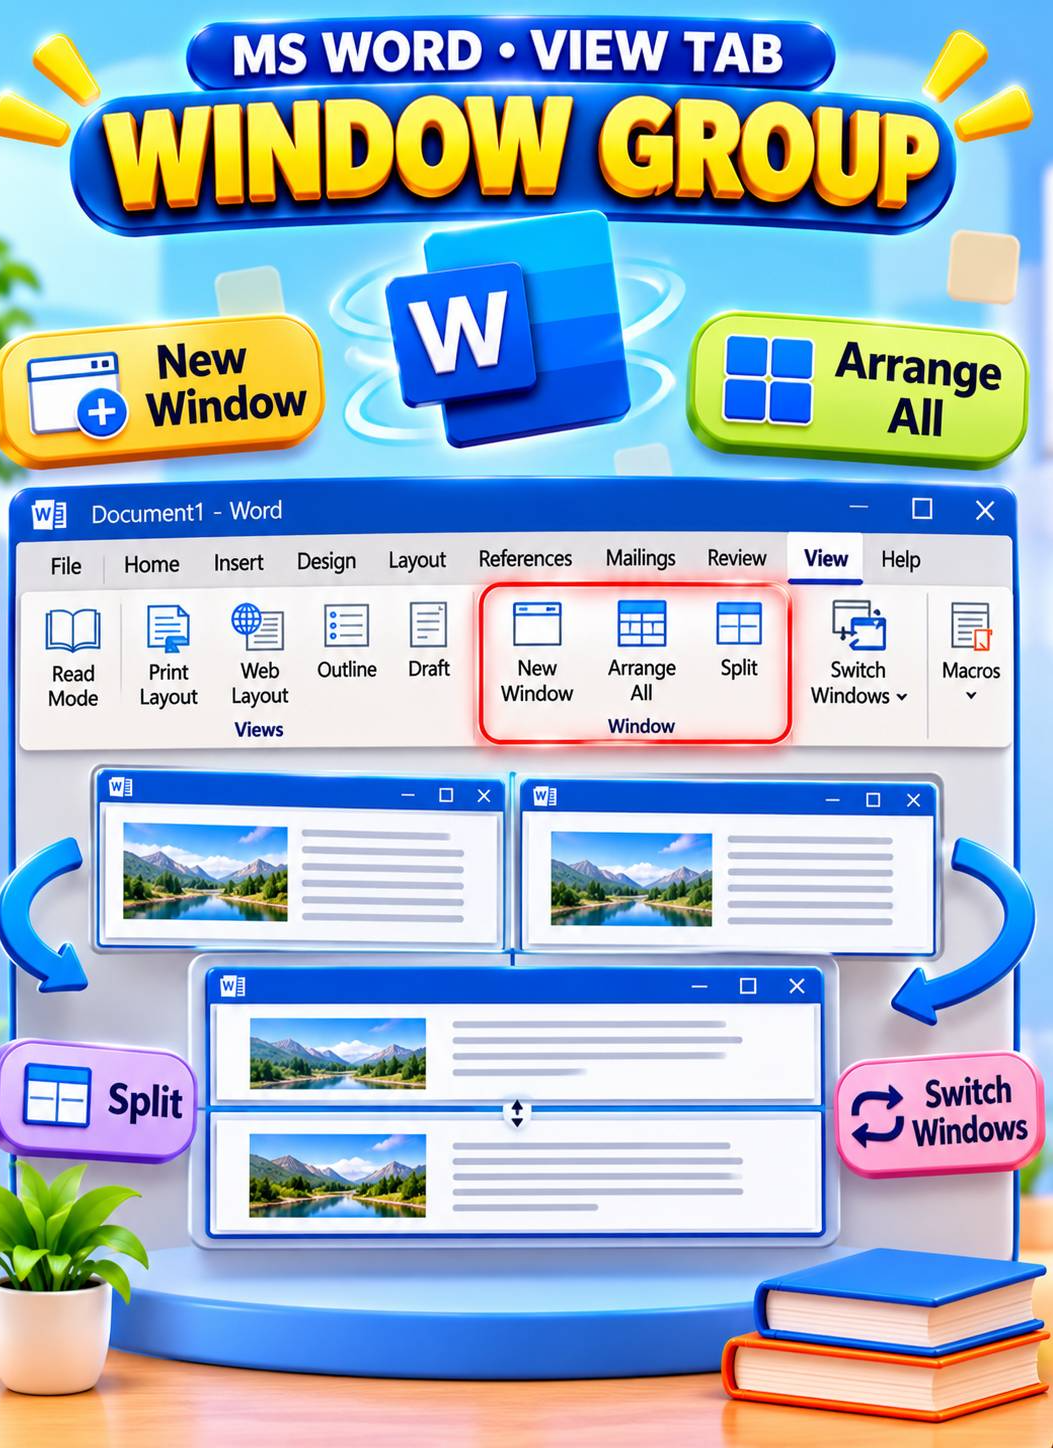 MS WORD • VIEW TAB
WINDOW GROUP
W
New
Window
Arrange
All
W
Document1 - Word
File Home Insert Design Layout References Mailings Review View Help
Read
Mode
Print
Layout
Web
Layout
Outline
Draft
Views
New
Window
Arrange
All
Split
Window
Switch
Windows
Macros
W
W
W
Split
Switch
Windows